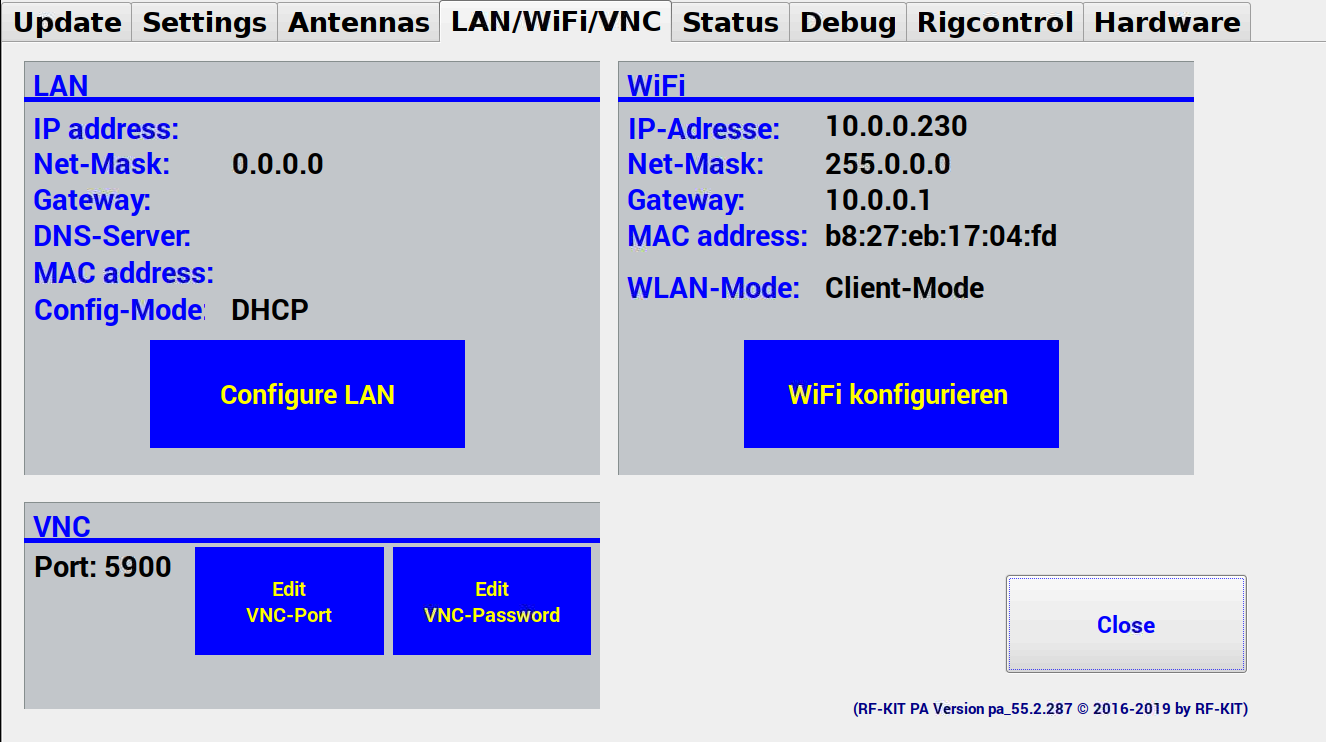 Update Settings Antennas LAN/WiFi/VNC Status Debug Rigcontrol Hardware
LAN
IP address:
Net-Mask: 0.0.0.0
Gateway:
DNS-Server:
MAC address:
Config-Mode: DHCP
Configure LAN
WiFi
IP-Adresse: 10.0.0.230
Net-Mask: 255.0.0.0
Gateway: 10.0.0.1
MAC address: b8:27:eb:17:04:fd
WLAN-Mode: Client-Mode
WiFi konfigurieren
VNC
Port: 5900
Edit
VNC-Port
Edit
VNC-Password
Close
(RF-KIT PA Version pa_55.2.287 © 2016-2019 by RF-KIT)